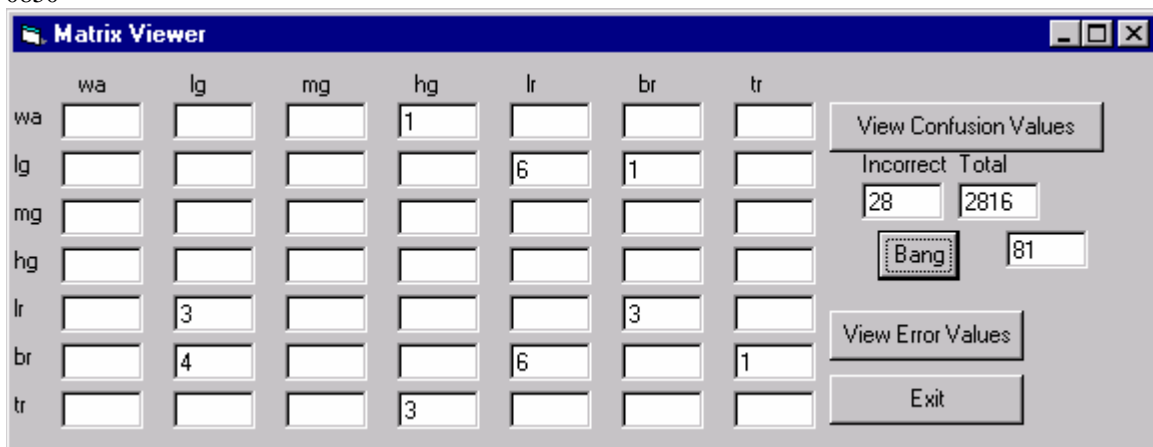 Matrix Viewer
wa lg mg hg lr br tr
wa 1
lg 6 1
mg
hg
lr 3 3
br 4 6 1
tr 3
View Confusion Values
Incorrect Total
28 2816
Bang 81
View Error Values
Exit